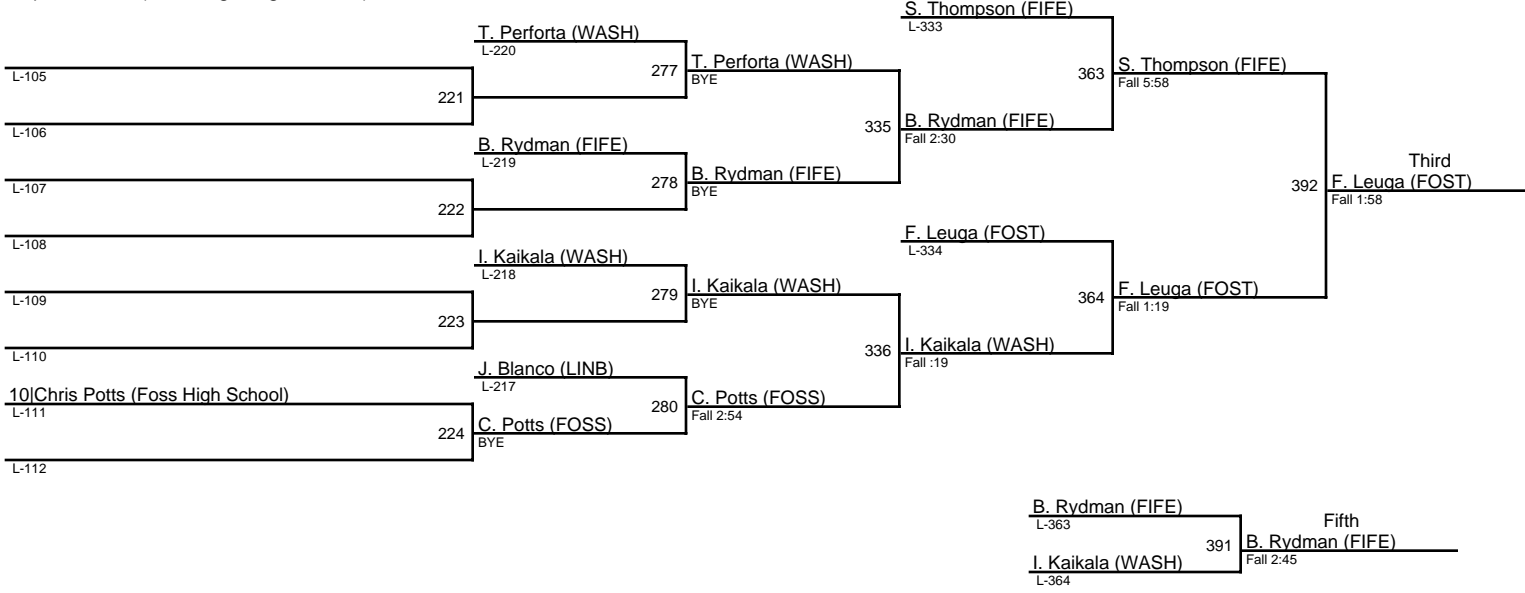 S. Thompson (FIFE)
L-333
T. Perforta (WASH)
L-220
277
T. Perforta (WASH)
BYE
363
S. Thompson (FIFE)
Fall 5:58
L-105
221
L-106
335
B. Rydman (FIFE)
Fall 2:30
B. Rydman (FIFE)
L-219
278
B. Rydman (FIFE)
BYE
L-107
222
L-108
392
Third
F. Leuga (FOST)
Fall 1:58
F. Leuga (FOST)
L-334
I. Kaikala (WASH)
L-218
279
I. Kaikala (WASH)
BYE
364
F. Leuga (FOST)
Fall 1:19
L-109
223
L-110
336
I. Kaikala (WASH)
Fall :19
J. Blanco (LINB)
L-217
280
C. Potts (FOSS)
Fall 2:54
10|Chris Potts (Foss High School)
L-111
224
C. Potts (FOSS)
BYE
L-112
B. Rydman (FIFE)
L-363
391
Fifth
B. Rydman (FIFE)
Fall 2:45
I. Kaikala (WASH)
L-364